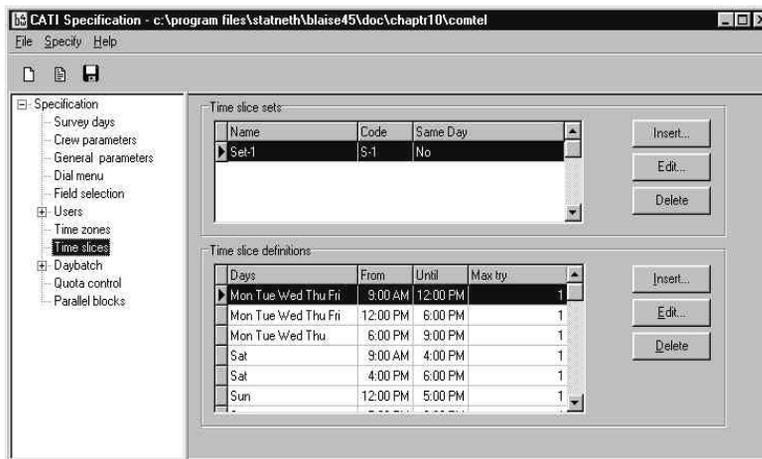 CATI Specification - c:\program files\statneth\blaise45\doc\chaptr10\comtel
File Specify Help
Specification
Survey days
Crew parameters
General parameters
Dial menu
Field selection
Users
Time zones
Time slices
Daybatch
Quota control
Parallel blocks
Time slice sets
Name Code Same Day
Set-1 S-1 No
Insert...
Edit...
Delete
Time slice definitions
Days From Until Max try
Mon Tue Wed Thu Fri 9:00 AM 12:00 PM 1
Mon Tue Wed Thu Fri 12:00 PM 6:00 PM 1
Mon Tue Wed Thu 6:00 PM 9:00 PM 1
Sat 9:00 AM 4:00 PM 1
Sat 4:00 PM 6:00 PM 1
Sun 12:00 PM 5:00 PM 1
Insert...
Edit...
Delete